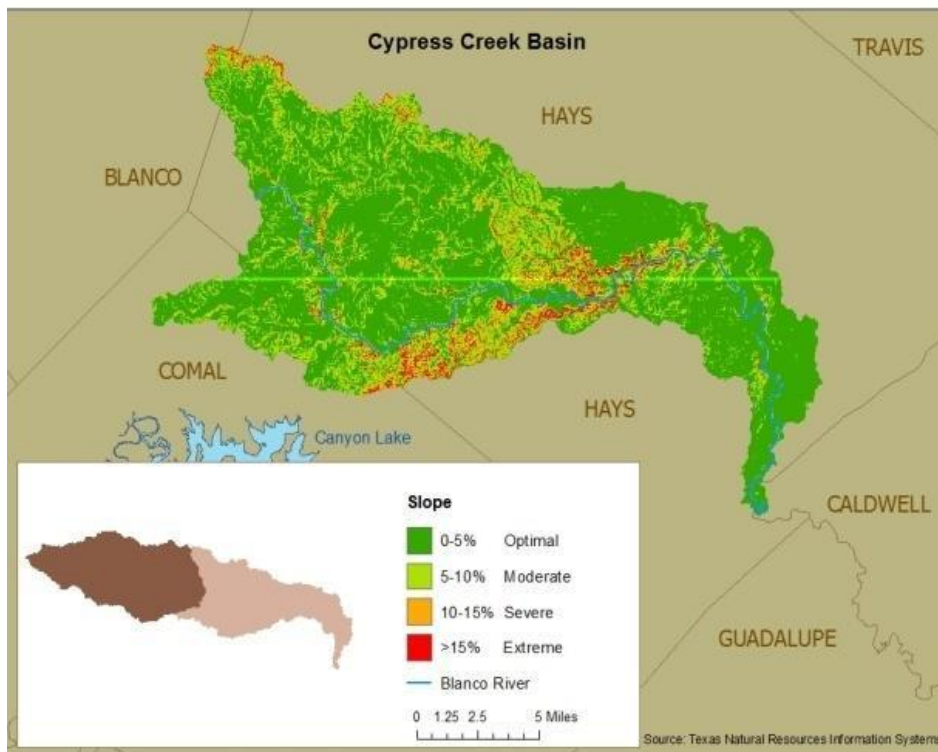 Cypress Creek Basin
TRAVIS
HAYS
BLANCO
COMAL
HAYS
Canyon Lake
CALDWELL
GUADALUPE
Slope
0-5% Optimal
5-10% Moderate
10-15% Severe
>15% Extreme
Blanco River
0 1.25 2.5 5 Miles
Source: Texas Natural Resources Information Systems